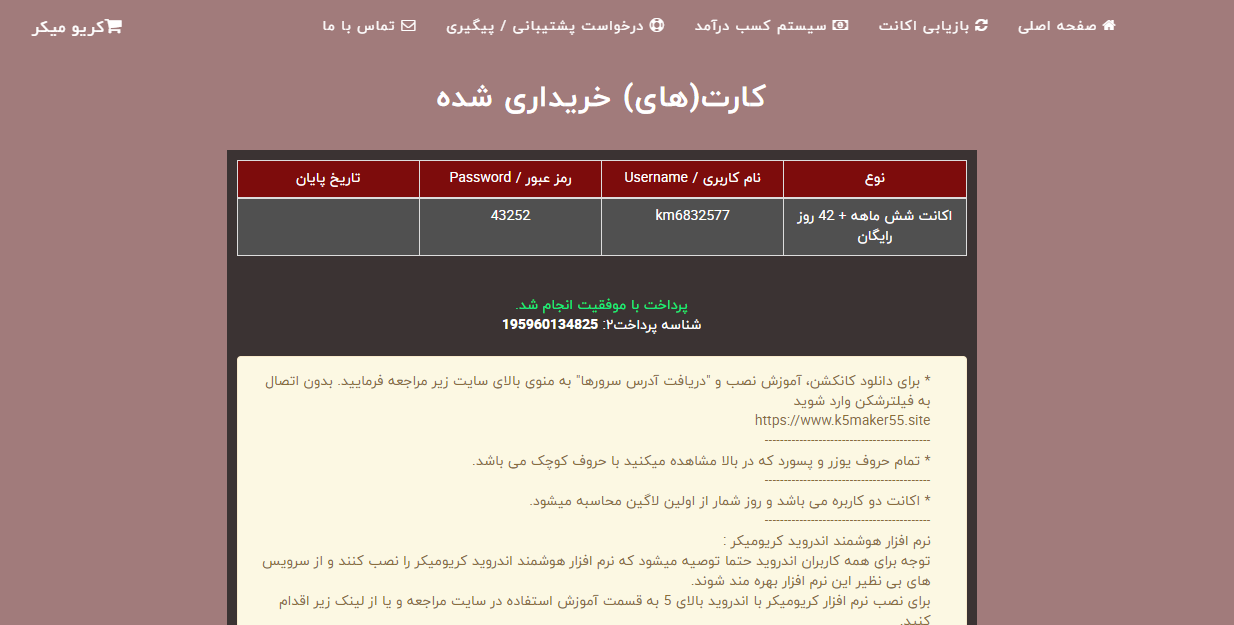 صفحه اصلی
بازیابی اکانت
سیستم کسب درآمد
درخواست پشتیبانی / پیگیری
تماس با ما
کریو میکر
کارت(های) خریداری شده
نوع
نام کاربری / Username
رمز عبور / Password
تاریخ پایان
اکانت شش ماهه + 42 روز
رایگان
km6832577
43252
پرداخت با موفقیت انجام شد.
شناسه پرداخت۲: 195960134825
* برای دانلود کانکشن، آموزش نصب و "دریافت آدرس سرورها" به منوی بالای سایت زیر مراجعه فرمایید. بدون اتصال
به فیلترشکن وارد شوید
https://www.k5maker55.site
------------------------------------------
* تمام حروف یوزر و پسورد که در بالا مشاهده میکنید با حروف کوچک می باشد.
------------------------------------------
* اکانت دو کاربره می باشد و روز شمار از اولین لاگین محاسبه میشود.
------------------------------------------
نرم افزار هوشمند اندروید کریومیکر :
توجه برای همه کاربران اندروید حتما توصیه میشود که نرم افزار هوشمند اندروید کریومیکر را نصب کنند و از سرویس
های بی نظیر این نرم افزار بهره مند شوند.
برای نصب نرم افزار کریومیکر با اندروید بالای 5 به قسمت آموزش استفاده در سایت مراجعه و یا از لینک زیر اقدام
کنید.